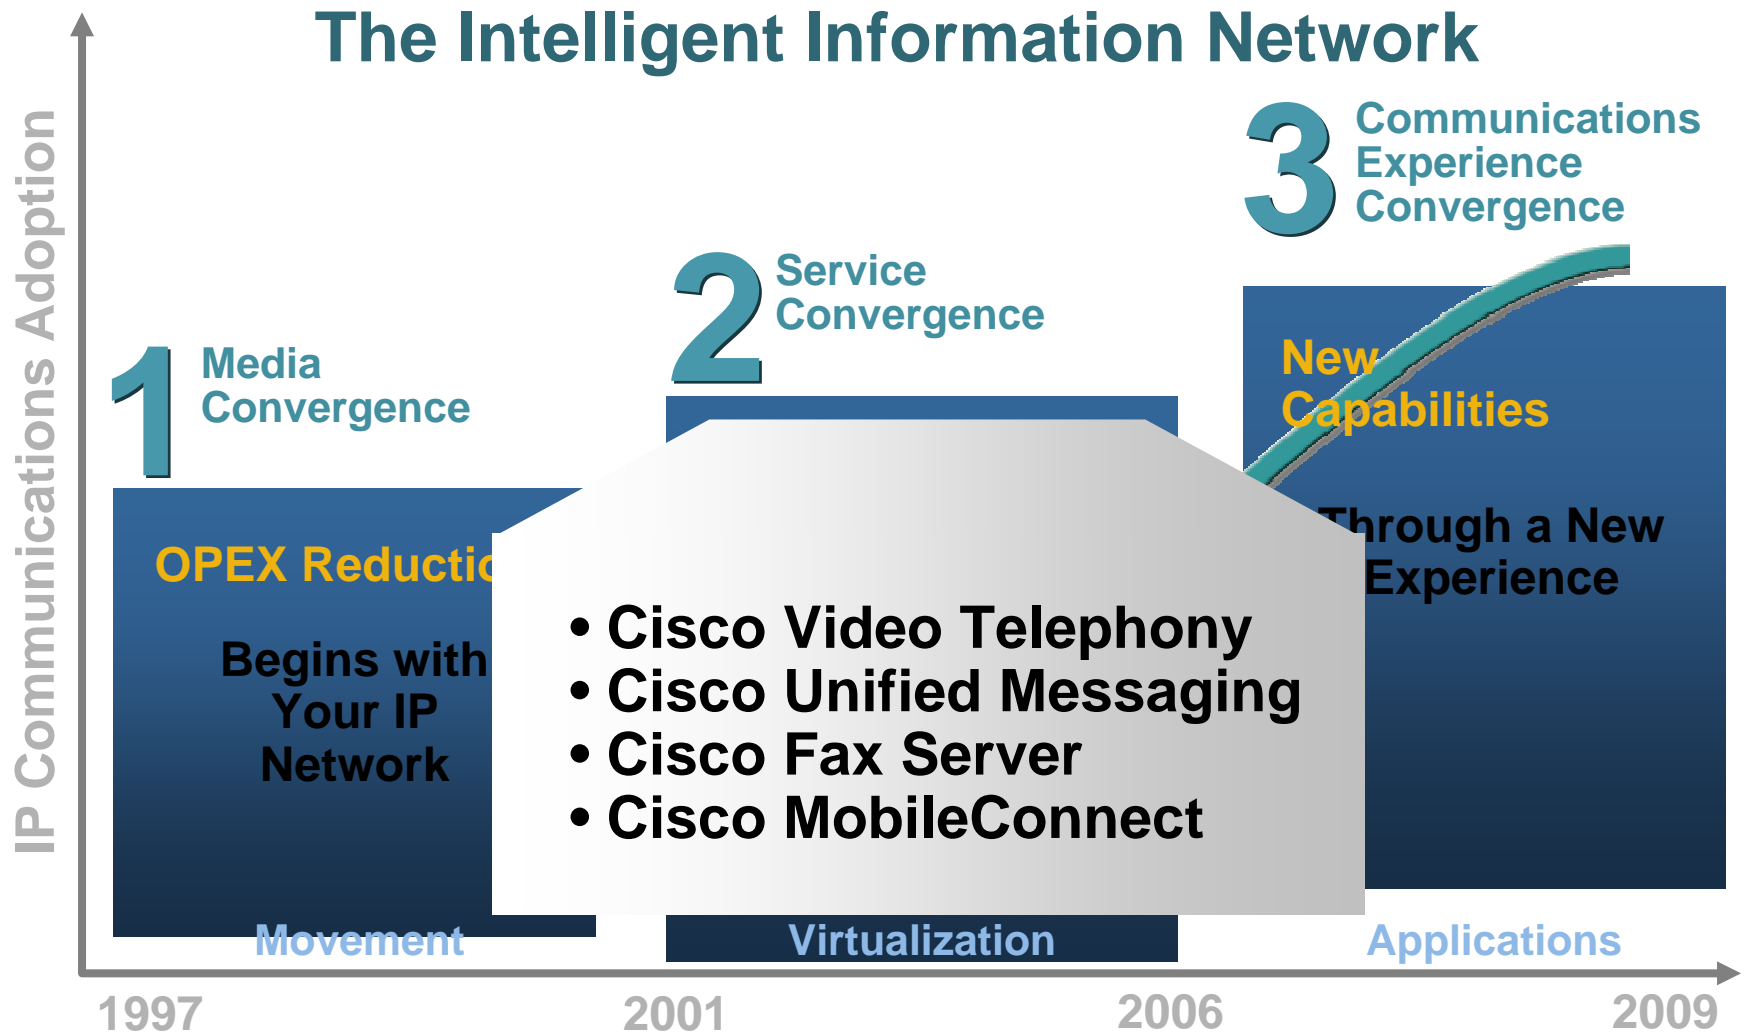 The Intelligent Information Network
IP Communications Adoption
1
Media
Convergence
OPEX Reductio
Begins with
Your IP
Network
Movement
2
Service
Convergence
• Cisco Video Telephony
• Cisco Unified Messaging
• Cisco Fax Server
• Cisco MobileConnect
Virtualization
3
Communications
Experience
Convergence
New
Capabilities
Through a New
Experience
Applications
1997
2001
2006
2009